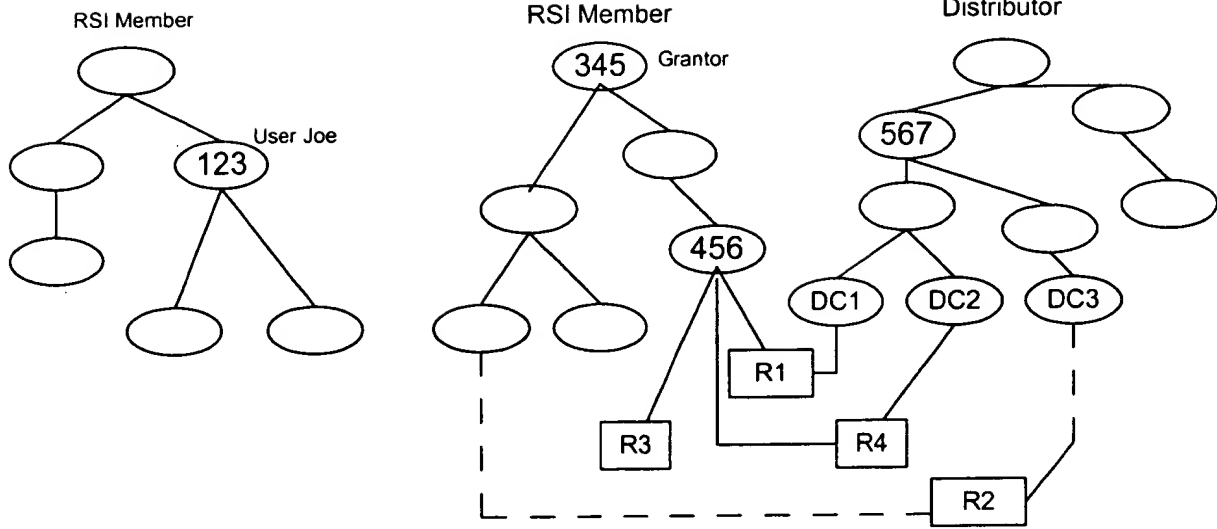 RSI Member
User Joe
123
RSI Member
345
Grantor
456
Distributor
567
DC1
DC2
DC3
R1
R3
R4
R2